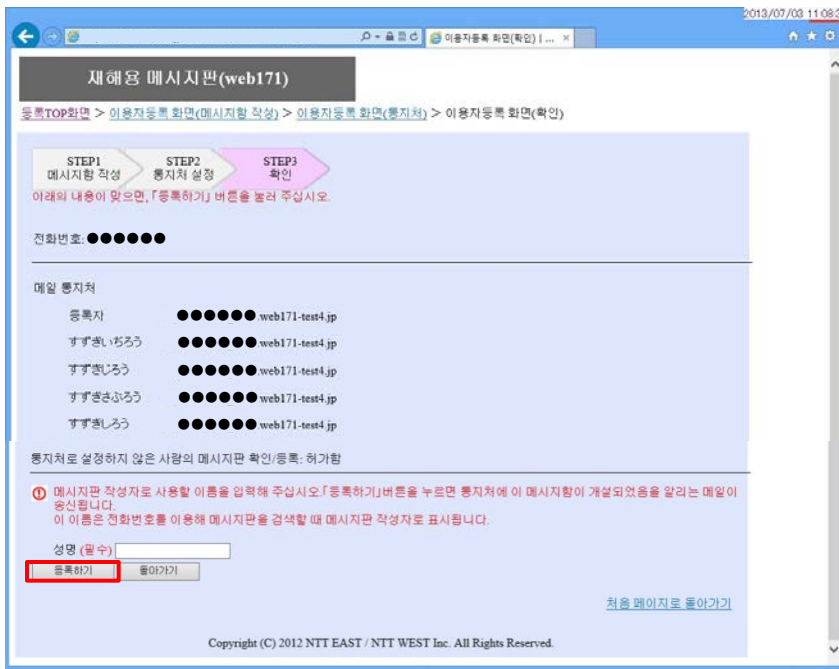 2013/07/03 11:08:3
이용자등록 화면(확인) | ...
재해용 메시지판(web171)
등록TOP화면 > 이용자등록 화면(메시지함 작성) > 이용자등록 화면(통지처) > 이용자등록 화면(확인)
STEP1 STEP2 STEP3
메시지함 작성 통지처 설정 확인
아래의 내용이 맞으면,「등록하기」 버튼을 눌러 주십시오.
전화번호: ●●●●●●
메일 통지처
등록자 ●●●●●●.web171-test4.jp
すずきいちろう ●●●●●●.web171-test4.jp
すずきじろう ●●●●●●.web171-test4.jp
すずきさぶろう ●●●●●●.web171-test4.jp
すずきしろう ●●●●●●.web171-test4.jp
통지처로 설정하지 않은 사람의 메시지판 확인/등록: 허가함
메시지판 작성자로 사용할 이름을 입력해 주십시오.「등록하기」버튼을 누르면 통지처에 이 메시지함이 개설되었음을 알리는 메일이
송신됩니다.
이 이름은 전화번호를 이용해 메시지판을 검색할 때 메시지판 작성자로 표시됩니다.
성명 (필수)
등록하기 돌아가기
처음 페이지로 돌아가기
Copyright (C) 2012 NTT EAST / NTT WEST Inc. All Rights Reserved.